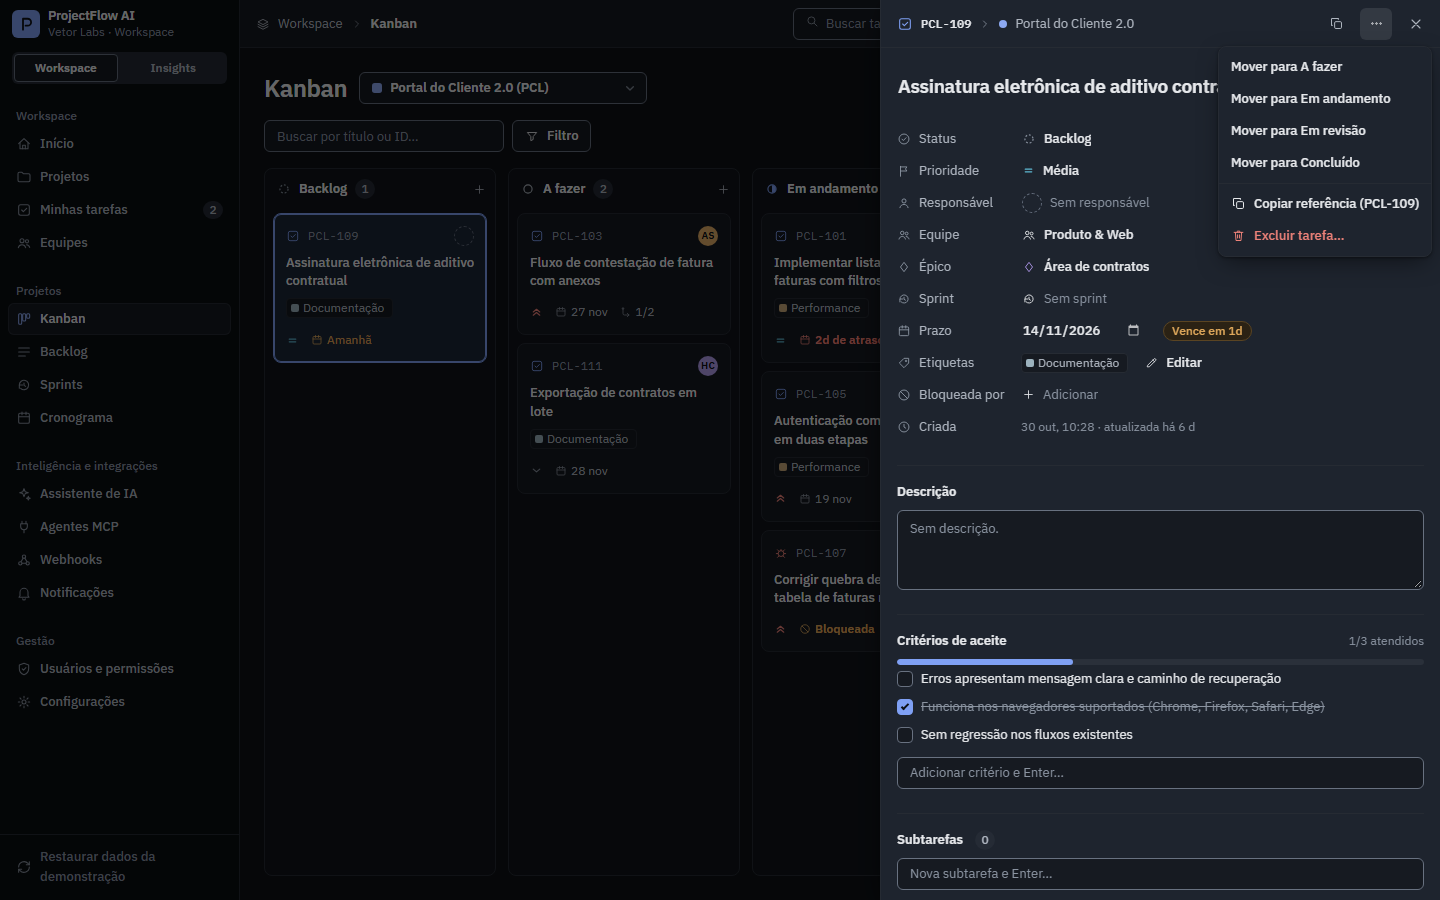 P
ProjectFlow AI
Vetor Labs · Workspace
Workspace
Insights
Workspace
Início
Projetos
Minhas tarefas
2
Equipes
Projetos
Kanban
Backlog
Sprints
Cronograma
Inteligência e integrações
Assistente de IA
Agentes MCP
Webhooks
Notificações
Gestão
Usuários e permissões
Configurações
Restaurar dados da
demonstração
Workspace
Kanban
Buscar ta
Kanban
Portal do Cliente 2.0 (PCL)
Buscar por título ou ID...
Filtro
Backlog
1
PCL-109
Assinatura eletrônica de aditivo
contratual
Documentação
Amanhã
A fazer
2
PCL-103
AS
Fluxo de contestação de fatura
com anexos
27 nov
1/2
PCL-111
HC
Exportação de contratos em
lote
Documentação
28 nov
Em andamento
PCL-101
Implementar lista
faturas com filtros
Performance
2d de atras
PCL-105
Autenticação com
em duas etapas
Performance
19 nov
PCL-107
Corrigir quebra de
tabela de faturas
Bloqueada
PCL-109
Portal do Cliente 2.0
Assinatura eletrônica de aditivo contra
Mover para A fazer
Mover para Em andamento
Mover para Em revisão
Mover para Concluído
Copiar referência (PCL-109)
Excluir tarefa...
Status
Backlog
Prioridade
Média
Responsável
Sem responsável
Equipe
Produto & Web
Épico
Área de contratos
Sprint
Sem sprint
Prazo
14/11/2026
Vence em 1d
Etiquetas
Documentação
Editar
Bloqueada por
Adicionar
Criada
30 out, 10:28 · atualizada há 6 d
Descrição
Sem descrição.
Critérios de aceite
1/3 atendidos
Erros apresentam mensagem clara e caminho de recuperação
Funciona nos navegadores suportados (Chrome, Firefox, Safari, Edge)
Sem regressão nos fluxos existentes
Adicionar critério e Enter...
Subtarefas
0
Nova subtarefa e Enter...